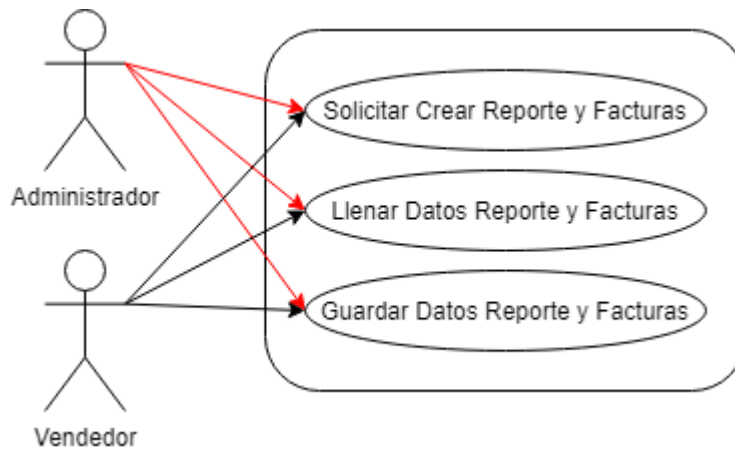 Solicitar Crear Reporte y Facturas
Administrador
Llenar Datos Reporte y Facturas
Guardar Datos Reporte y Facturas
Vendedor